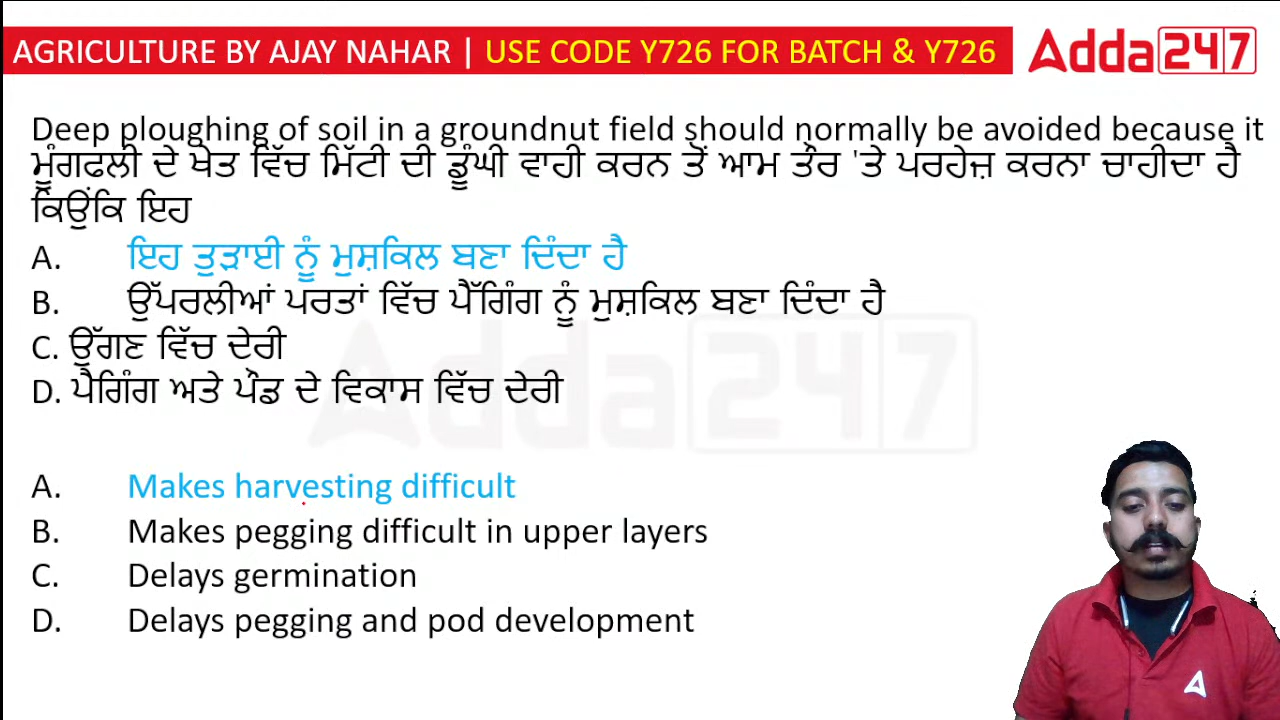 AGRICULTURE BY AJAY NAHAR | USE CODE Y726 FOR BATCH & Y726
Adda247
Deep ploughing of soil in a groundnut field should normally be avoided because it
ਮੂੰਗਫਲੀ ਦੇ ਖੇਤ ਵਿੱਚ ਮਿੱਟੀ ਦੀ ਡੂੰਘੀ ਵਾਹੀ ਕਰਨ ਤੋਂ ਆਮ ਤੌਰ 'ਤੇ ਪਰਹੇਜ਼ ਕਰਨਾ ਚਾਹੀਦਾ ਹੈ
ਕਿਉਂਕਿ ਇਹ
A. ਇਹ ਤੁੜਾਈ ਨੂੰ ਮੁਸ਼ਕਿਲ ਬਣਾ ਦਿੰਦਾ ਹੈ
B. ਉੱਪਰਲੀਆਂ ਪਰਤਾਂ ਵਿੱਚ ਪੈੱਗਿੰਗ ਨੂੰ ਮੁਸ਼ਕਿਲ ਬਣਾ ਦਿੰਦਾ ਹੈ
C. ਉੱਗਣ ਵਿੱਚ ਦੇਰੀ
D. ਪੈਗਿੰਗ ਅਤੇ ਪੌਡ ਦੇ ਵਿਕਾਸ ਵਿੱਚ ਦੇਰੀ
Adda247
A. Makes harvesting difficult
B. Makes pegging difficult in upper layers
C. Delays germination
D. Delays pegging and pod development